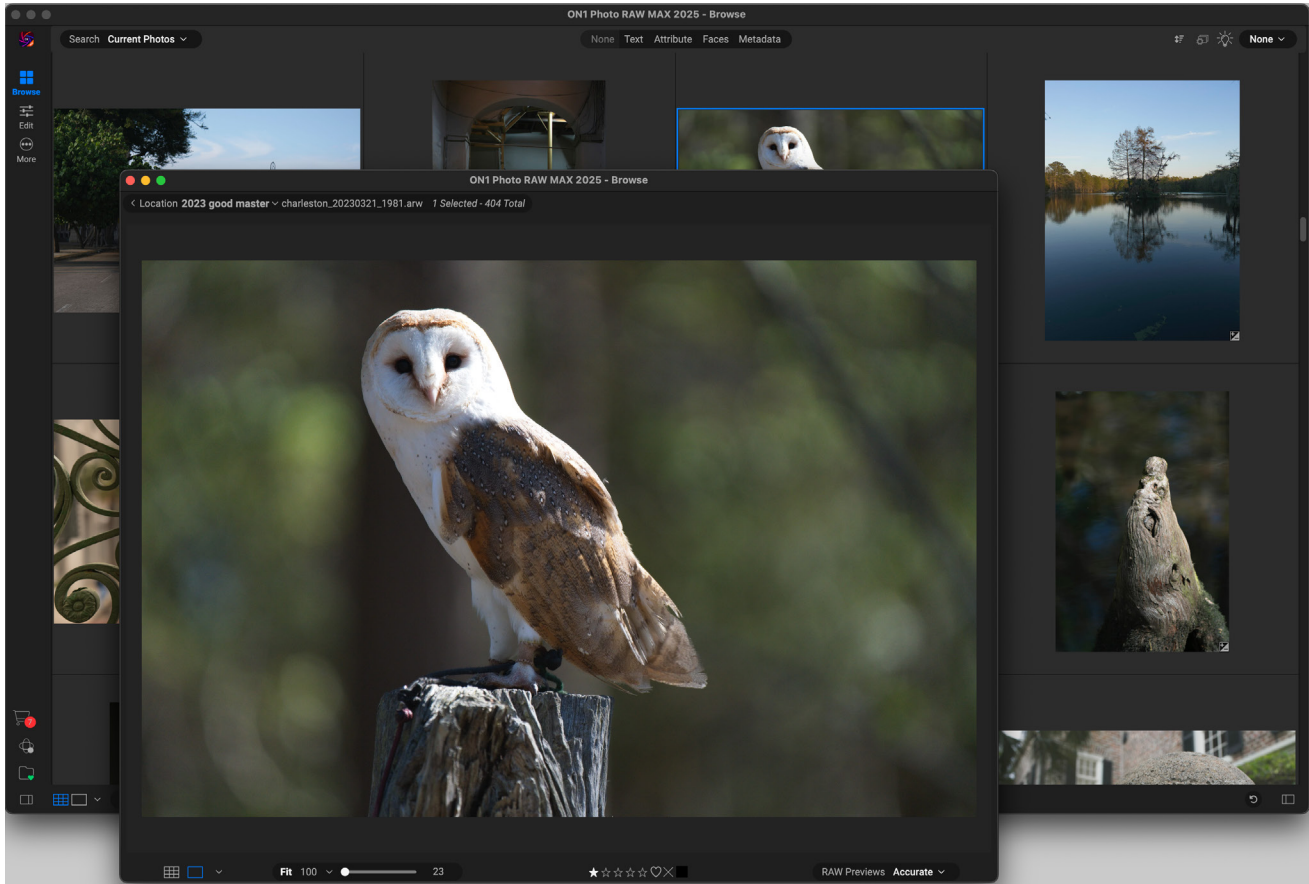 ON1 Photo RAW MAX 2025 - Browse
Search Current Photos
None Text Attribute Faces Metadata
None
Browse
Edit
More
ON1 Photo RAW MAX 2025 - Browse
Location 2023 good master charleston_20230321_1981.arw 1 Selected - 404 Total
7
Fit 100 23
RAW Previews Accurate